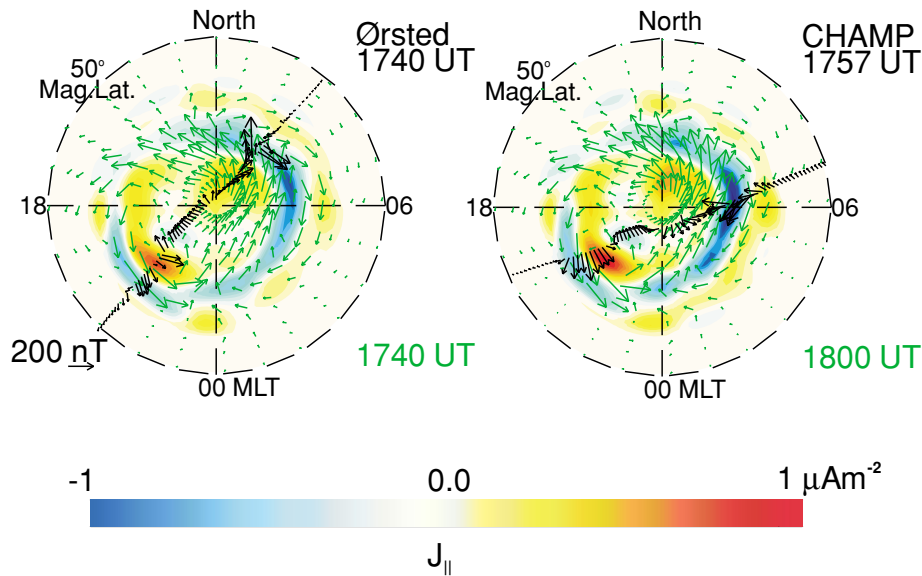 North
Ørsted
1740 UT
50°
Mag.Lat.
18
06
200 nT
00 MLT
1740 UT
North
CHAMP
1757 UT
50°
Mag.Lat.
18
06
00 MLT
1800 UT
-1
0.0
1 μAm⁻²
J||